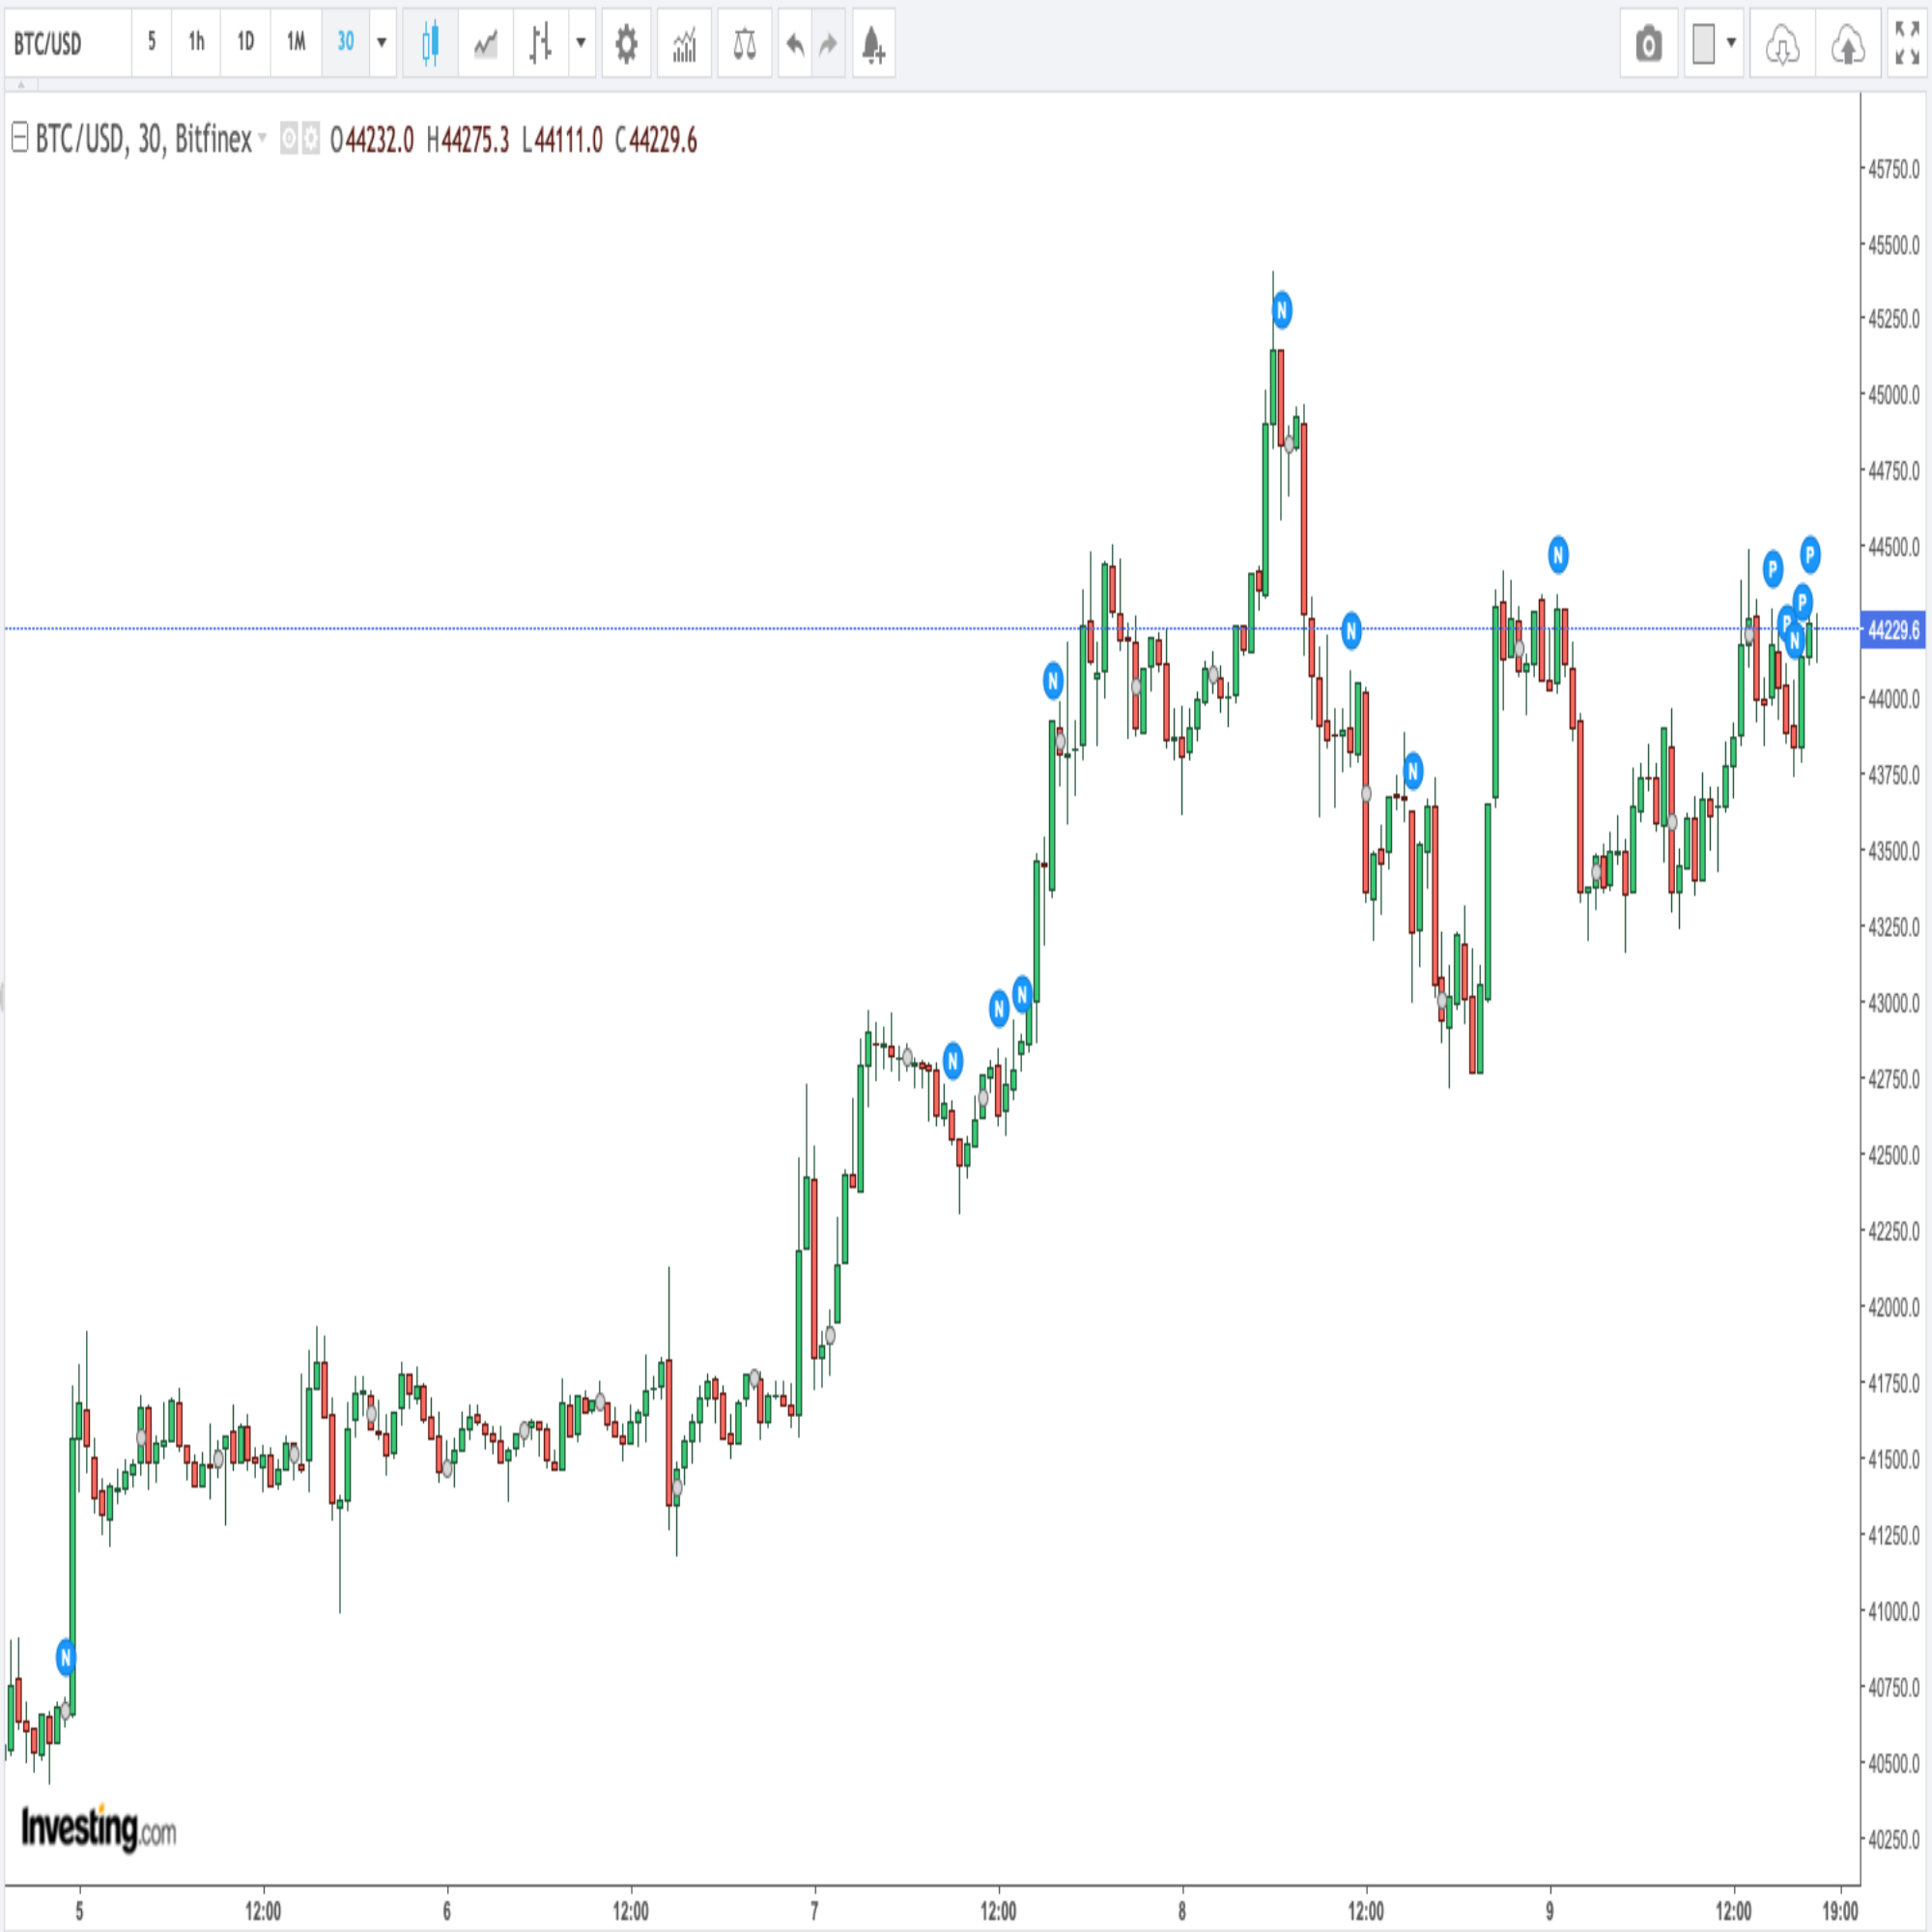 BTC/USD 5 1h 1D 1M 30
BTC/USD, 30, Bitfinex O44232.0 H44275.3 L44111.0 C44229.6
45750.0
45500.0
45250.0
N
45000.0
44750.0
44500.0
N P P
P
P
N 44229.6
N
N
44000.0
N
N
43750.0
43500.0
43250.0
43000.0
N
N
N
42750.0
42500.0
42250.0
42000.0
41750.0
41500.0
41250.0
41000.0
N
40750.0
40500.0
Investing.com
40250.0
5 12:00 6 12:00 7 12:00 8 12:00 9 12:00 19:00